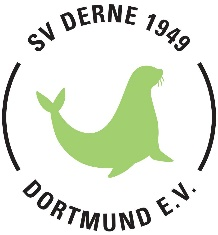 SV DERNE 1949
DORTMUND E.V.